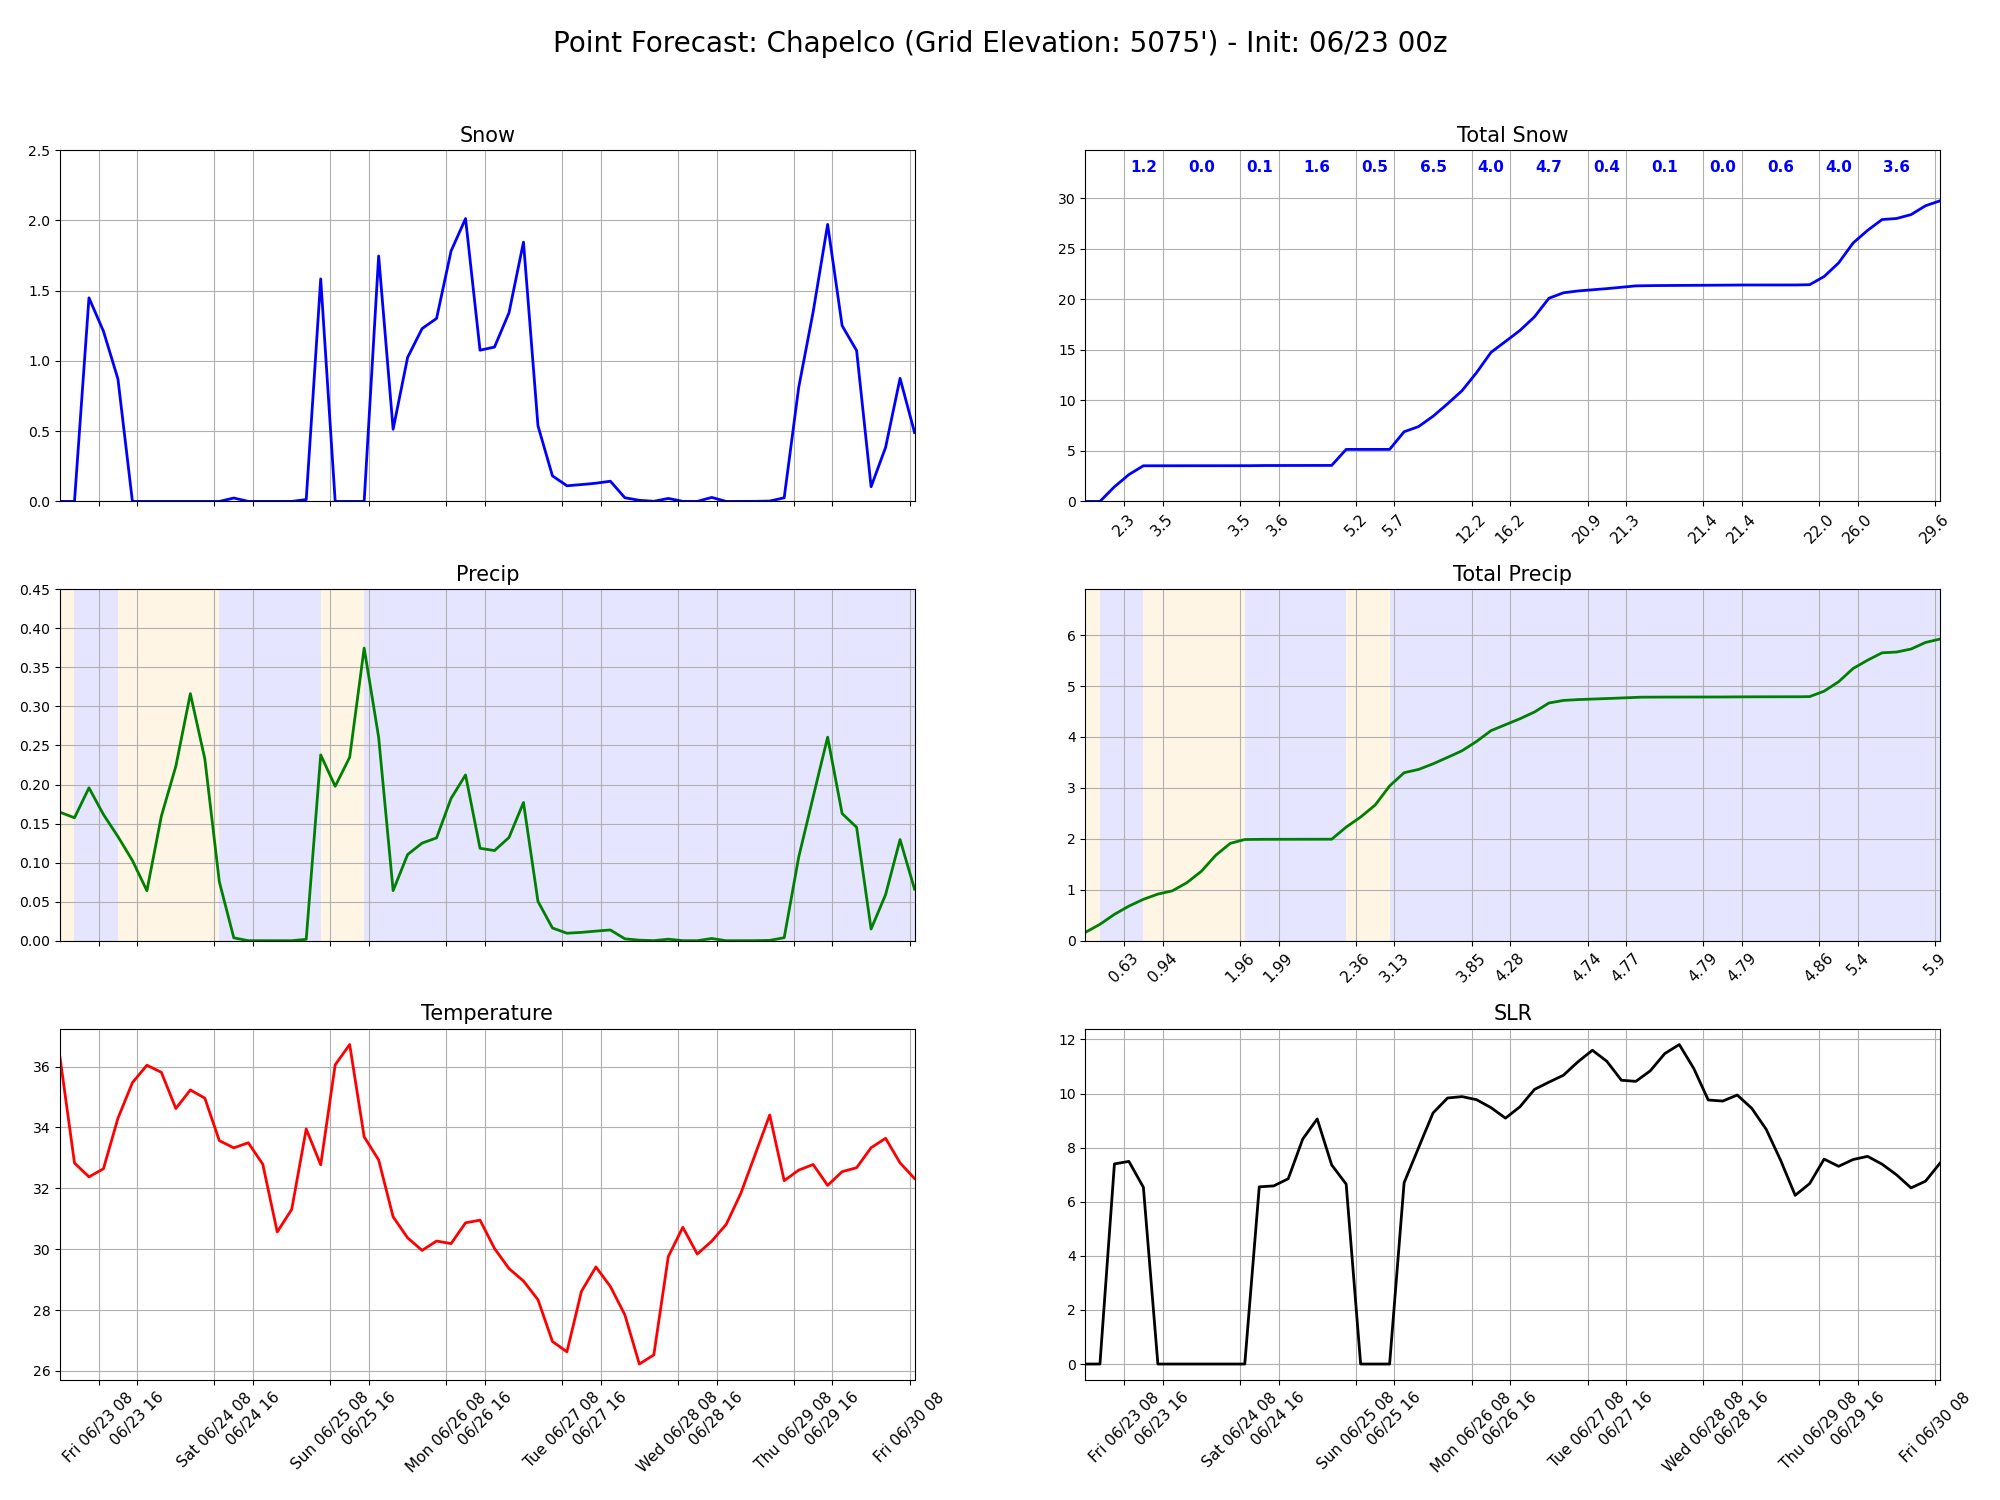 Point Forecast: Chapelco (Grid Elevation: 5075') - Init: 06/23 00z
Snow
2.5
2.0
1.5
1.0
0.5
0.0
Total Snow
1.2 0.0 0.1 1.6 0.5 6.5 4.0 4.7 0.4 0.1 0.0 0.6 4.0 3.6
30
25
20
15
10
5
0
2.3 3.5 3.5 3.6 5.2 5.7 12.2 16.2 20.9 21.3 21.4 21.4 22.0 26.0 29.6
Precip
0.45
0.40
0.35
0.30
0.25
0.20
0.15
0.10
0.05
0.00
Total Precip
6
5
4
3
2
1
0
0.63 0.94 1.96 1.99 2.36 3.13 3.85 4.28 4.74 4.77 4.79 4.79 4.86 5.4 5.9
Temperature
36
34
32
30
28
26
Fri 06/23 08
06/23 16
Sat 06/24 08
06/24 16
Sun 06/25 08
06/25 16
Mon 06/26 08
06/26 16
Tue 06/27 08
06/27 16
Wed 06/28 08
06/28 16
Thu 06/29 08
06/29 16
Fri 06/30 08
SLR
12
10
8
6
4
2
0
Fri 06/23 08
06/23 16
Sat 06/24 08
06/24 16
Sun 06/25 08
06/25 16
Mon 06/26 08
06/26 16
Tue 06/27 08
06/27 16
Wed 06/28 08
06/28 16
Thu 06/29 08
06/29 16
Fri 06/30 08